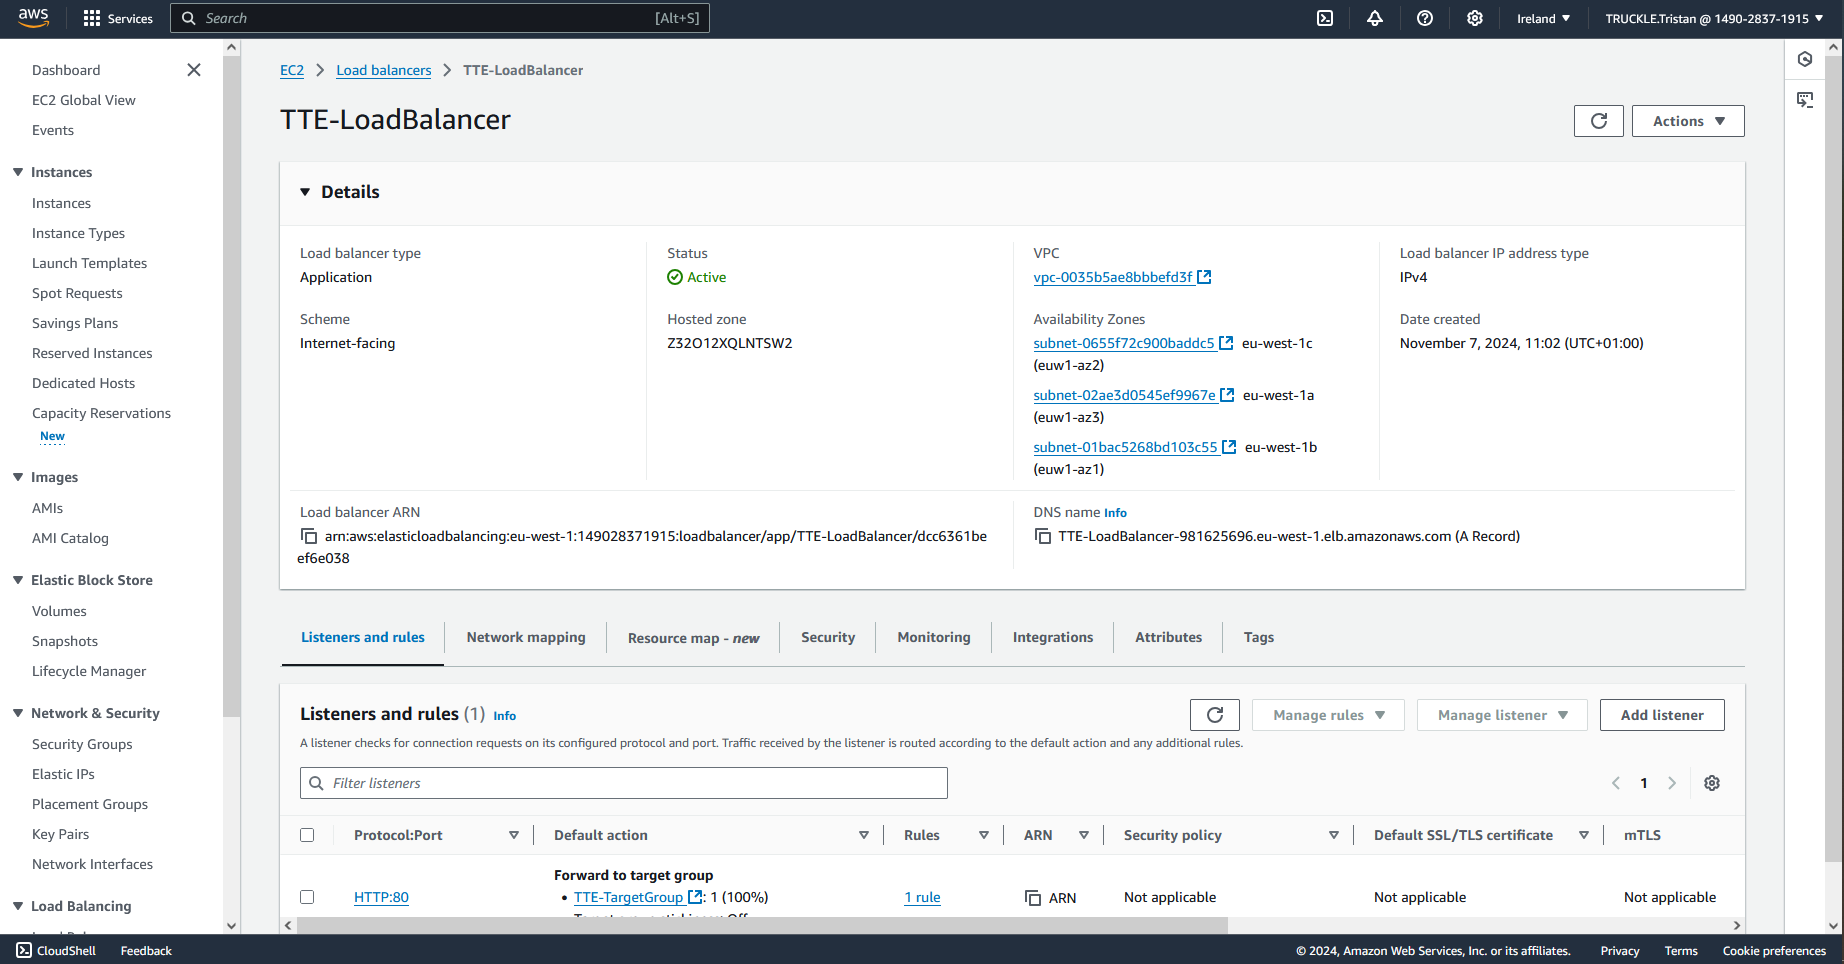 aws
Services
Search
[Alt+S]
Ireland
TRUCKLE.Tristan @ 1490-2837-1915
Dashboard
EC2 Global View
Events
Instances
Instances
Instance Types
Launch Templates
Spot Requests
Savings Plans
Reserved Instances
Dedicated Hosts
Capacity Reservations
New
Images
AMIs
AMI Catalog
Elastic Block Store
Volumes
Snapshots
Lifecycle Manager
Network & Security
Security Groups
Elastic IPs
Placement Groups
Key Pairs
Network Interfaces
Load Balancing
EC2 > Load balancers > TTE-LoadBalancer
TTE-LoadBalancer
Actions
Details
Load balancer type
Application
Status
Active
VPC
vpc-0035b5ae8bbbefd3f
Load balancer IP address type
IPv4
Scheme
Internet-facing
Hosted zone
Z32O12XQLNTSW2
Availability Zones
subnet-0655f72c900baddc5 eu-west-1c
(euw1-az2)
subnet-02ae3d0545ef9967e eu-west-1a
(euw1-az3)
subnet-01bac5268bd103c55 eu-west-1b
(euw1-az1)
Date created
November 7, 2024, 11:02 (UTC+01:00)
Load balancer ARN
arn:aws:elasticloadbalancing:eu-west-1:149028371915:loadbalancer/app/TTE-LoadBalancer/dcc6361be
ef6e038
DNS name Info
TTE-LoadBalancer-981625696.eu-west-1.elb.amazonaws.com (A Record)
Listeners and rules
Network mapping
Resource map - new
Security
Monitoring
Integrations
Attributes
Tags
Listeners and rules (1) Info
Manage rules
Manage listener
Add listener
A listener checks for connection requests on its configured protocol and port. Traffic received by the listener is routed according to the default action and any additional rules.
Filter listeners
1
Protocol:Port
Default action
Rules
ARN
Security policy
Default SSL/TLS certificate
mTLS
HTTP:80
Forward to target group
• TTE-TargetGroup : 1 (100%)
1 rule
ARN
Not applicable
Not applicable
Not applicable
CloudShell
Feedback
© 2024, Amazon Web Services, Inc. or its affiliates.
Privacy
Terms
Cookie preferences